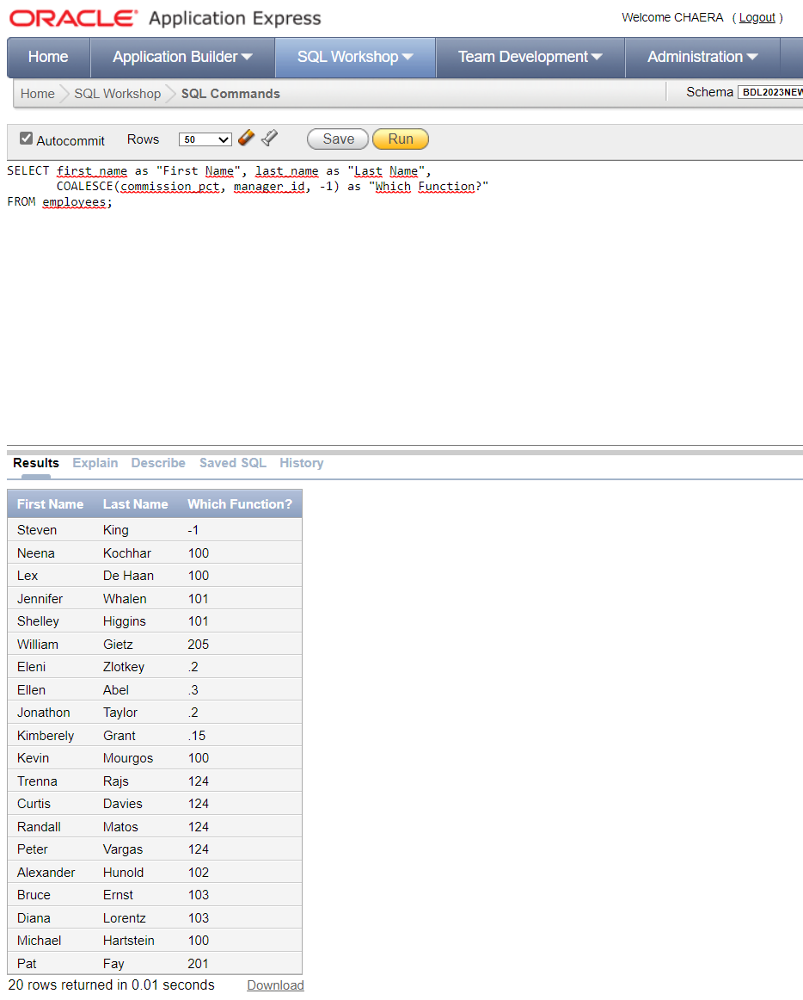 ORACLE® Application Express
Welcome CHAERA ( Logout )
Home Application Builder SQL Workshop Team Development Administration
Home SQL Workshop SQL Commands Schema BDL2023NEW
Autocommit Rows 50 Save Run
SELECT first_name as "First Name", last_name as "Last Name",
COALESCE(commission_pct, manager_id, -1) as "Which Function?"
FROM employees;
Results Explain Describe Saved SQL History
First Name Last Name Which Function?
Steven King -1
Neena Kochhar 100
Lex De Haan 100
Jennifer Whalen 101
Shelley Higgins 101
William Gietz 205
Eleni Zlotkey .2
Ellen Abel .3
Jonathon Taylor .2
Kimberely Grant .15
Kevin Mourgos 100
Trenna Rajs 124
Curtis Davies 124
Randall Matos 124
Peter Vargas 124
Alexander Hunold 102
Bruce Ernst 103
Diana Lorentz 103
Michael Hartstein 100
Pat Fay 201
20 rows returned in 0.01 seconds Download